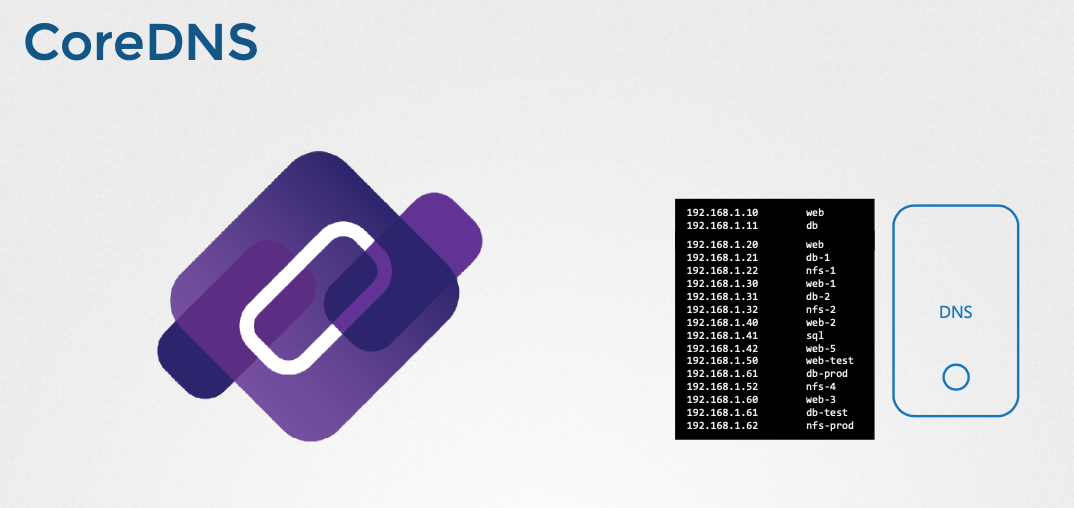 CoreDNS
192.168.1.10 web
192.168.1.11 db
192.168.1.20 web
192.168.1.21 db-1
192.168.1.22 nfs-1
192.168.1.30 web-1
192.168.1.31 db-2
192.168.1.32 nfs-2
192.168.1.40 web-2
192.168.1.41 sql
192.168.1.42 web-5
192.168.1.50 web-test
192.168.1.61 db-prod
192.168.1.52 nfs-4
192.168.1.60 web-3
192.168.1.61 db-test
192.168.1.62 nfs-prod
DNS